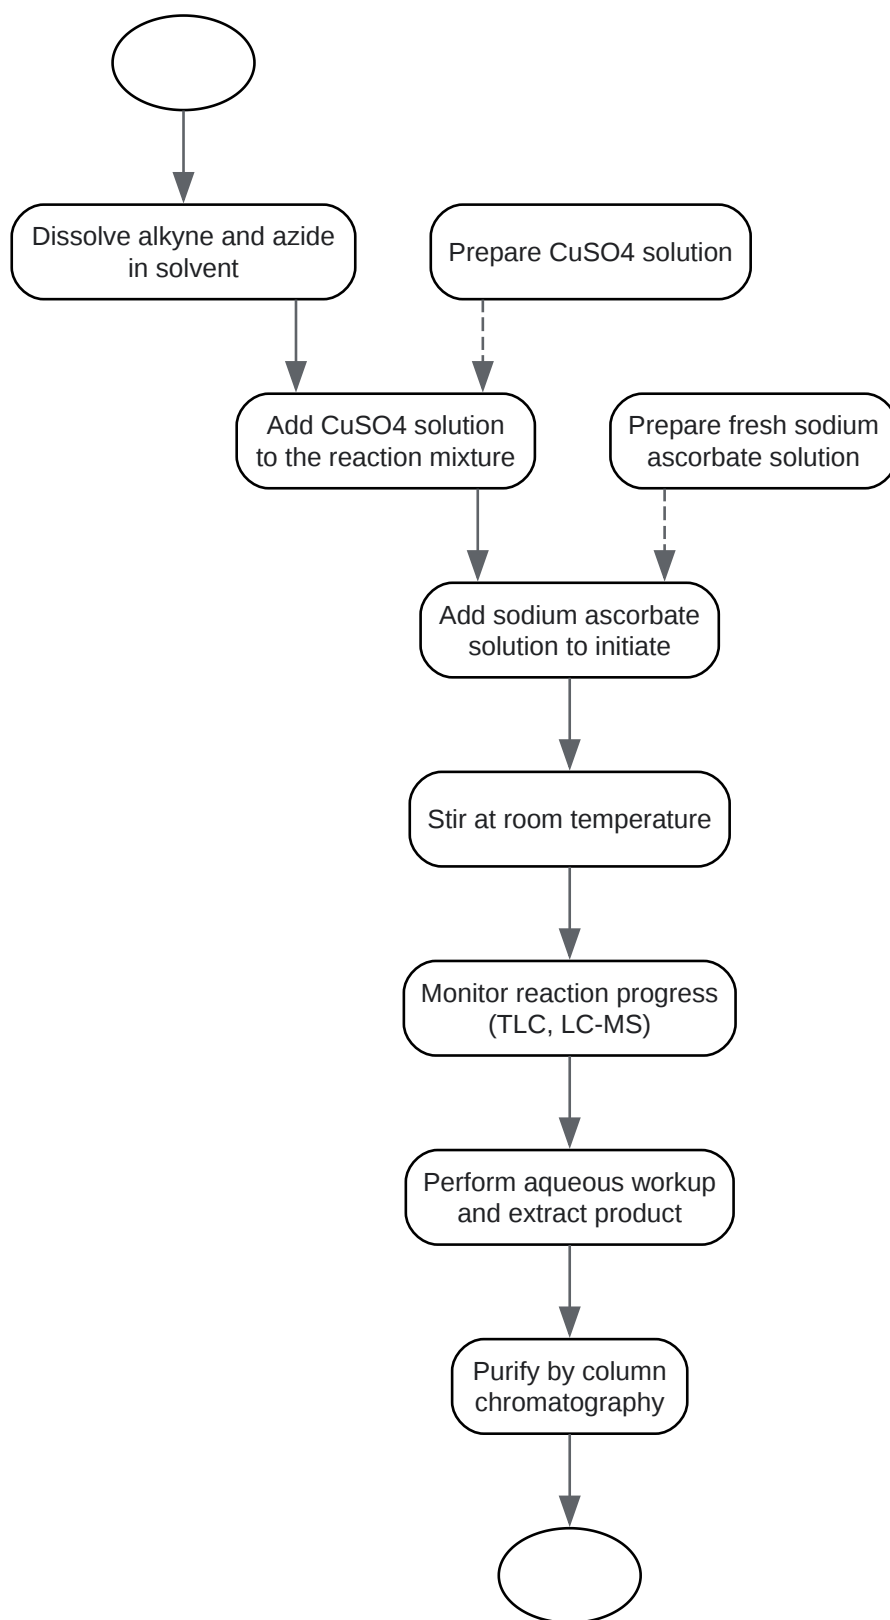 Dissolve alkyne and azide
in solvent
Prepare CuSO4 solution
Add CuSO4 solution
to the reaction mixture
Prepare fresh sodium
ascorbate solution
Add sodium ascorbate
solution to initiate
Stir at room temperature
Monitor reaction progress
(TLC, LC-MS)
Perform aqueous workup
and extract product
Purify by column
chromatography